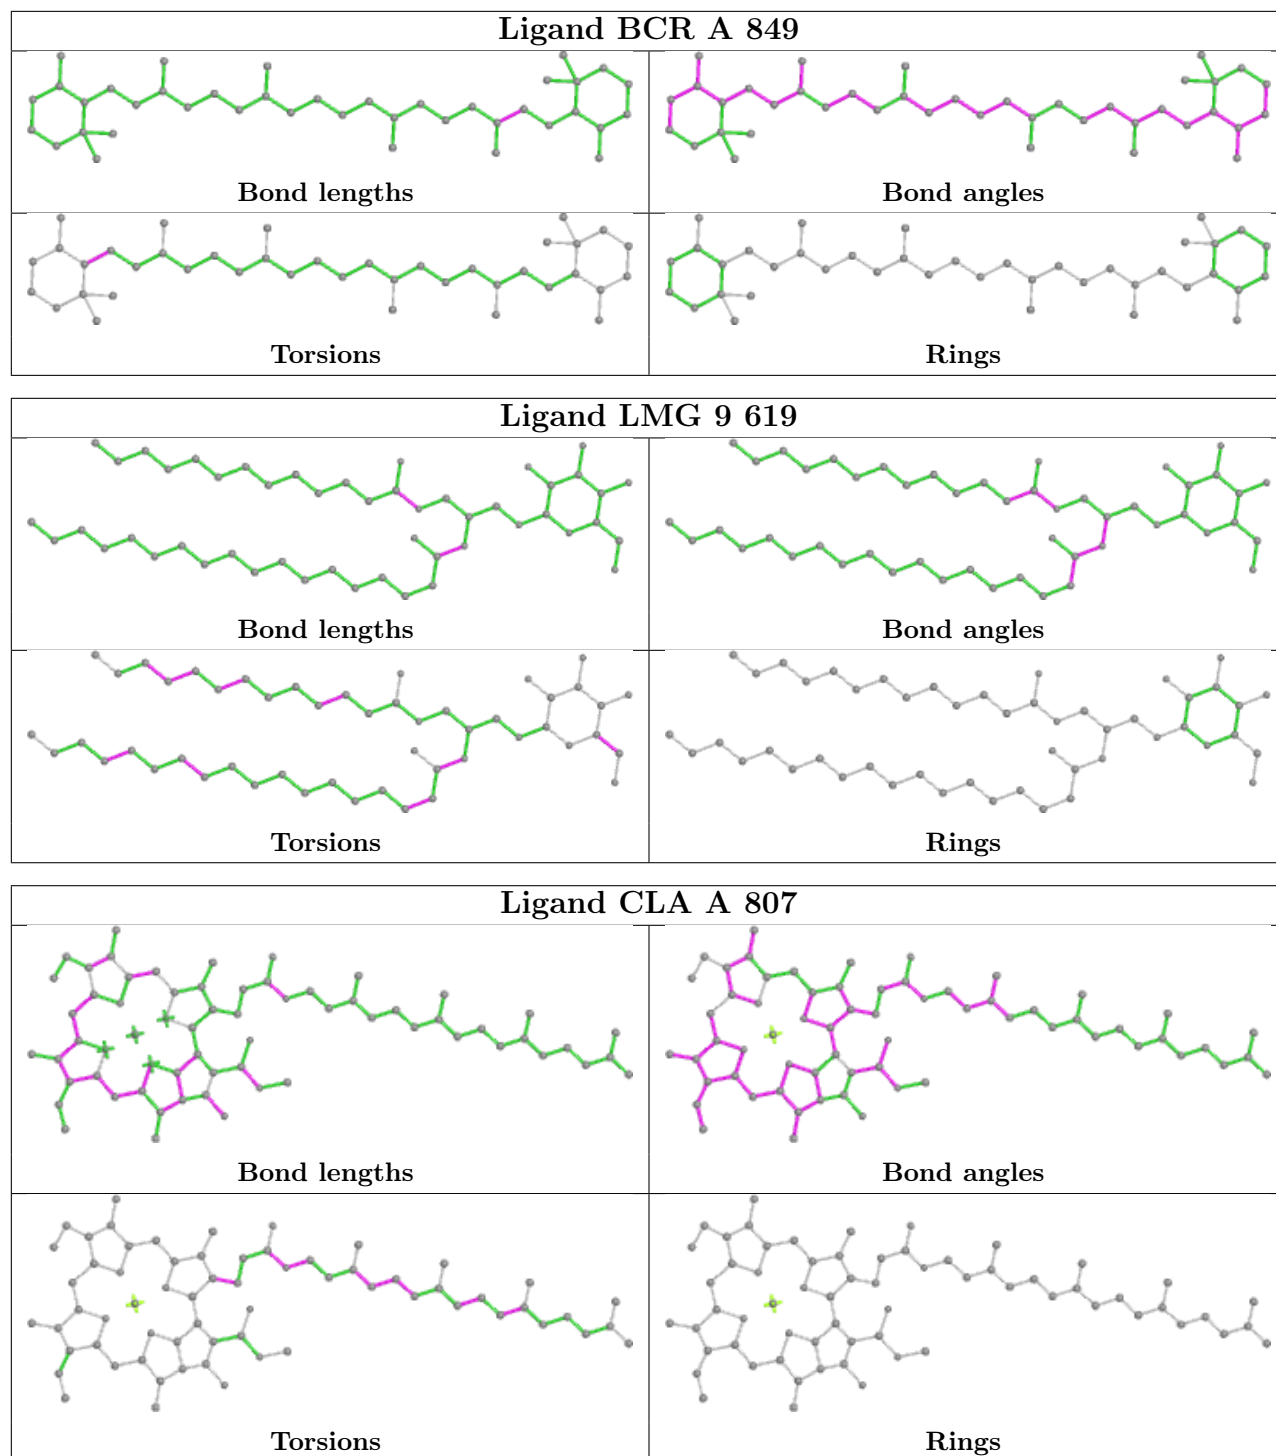 Ligand BCR A 849
Bond lengths
Bond angles
Torsions
Rings
Ligand LMG 9 619
Bond lengths
Bond angles
Torsions
Rings
Ligand CLA A 807
Bond lengths
Bond angles
Torsions
Rings